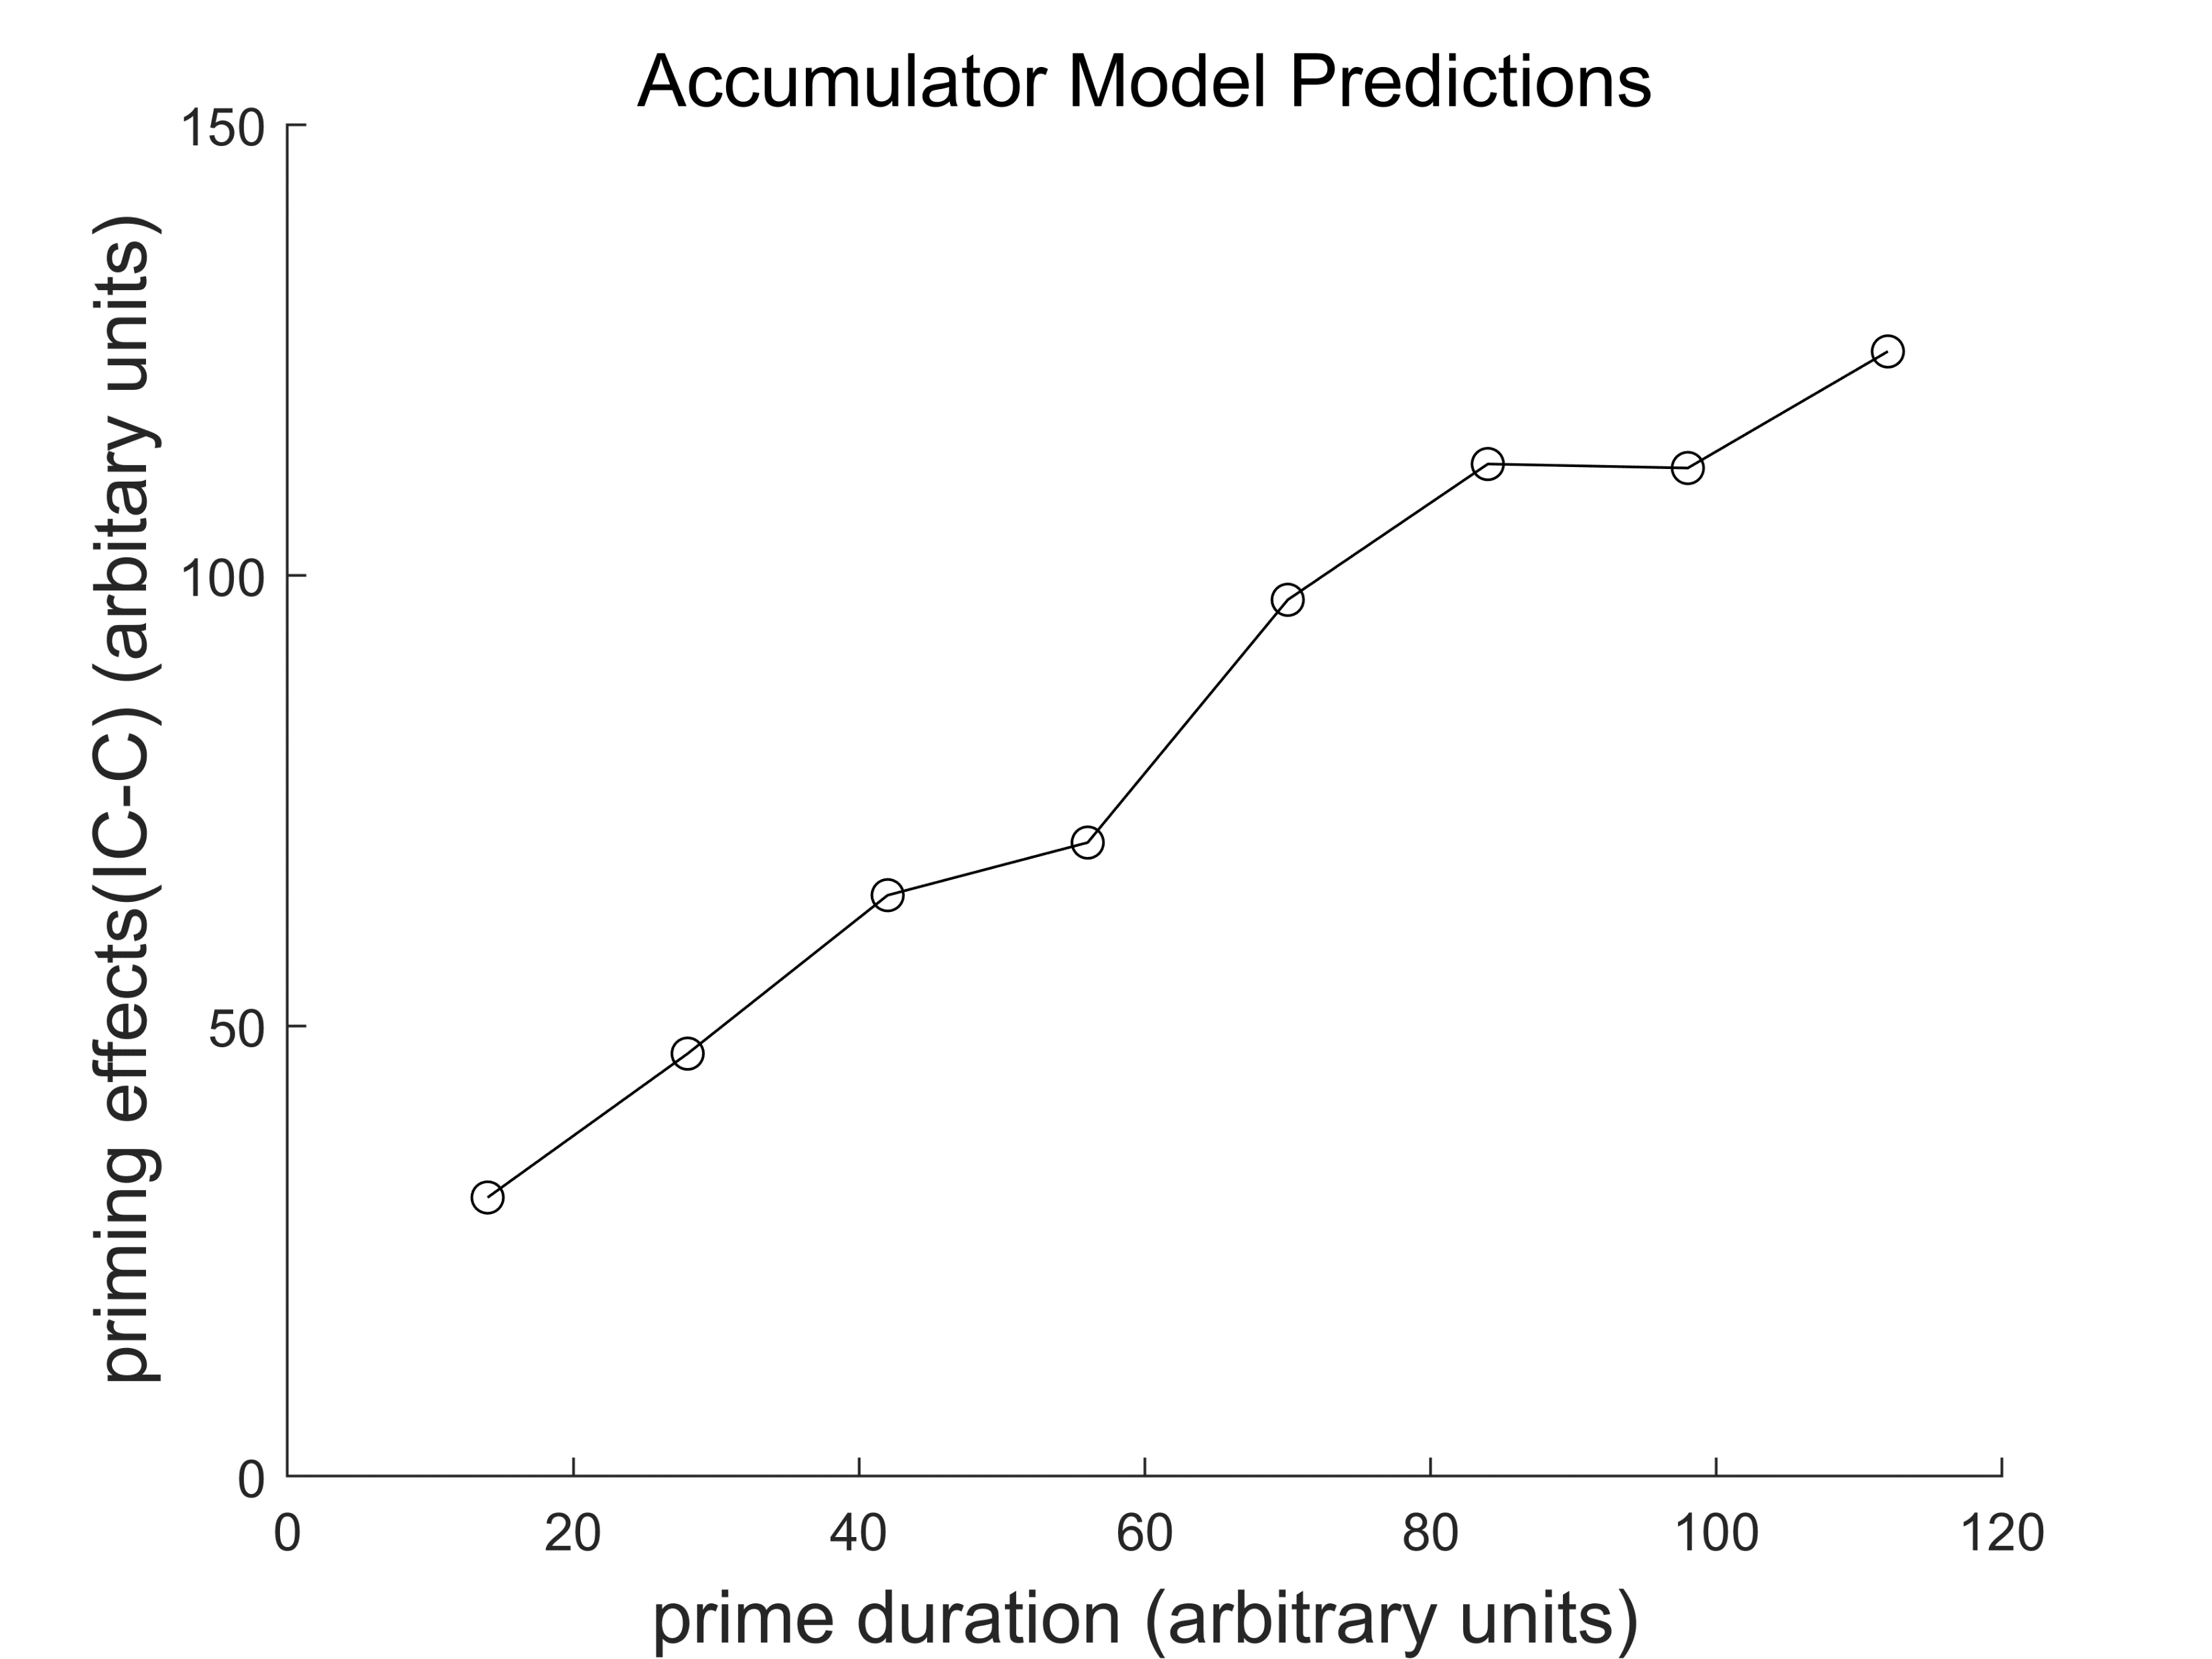 Accumulator Model Predictions
150
100
50
0
priming effects(IC-C) (arbitary units)
0 20 40 60 80 100 120
prime duration (arbitrary units)